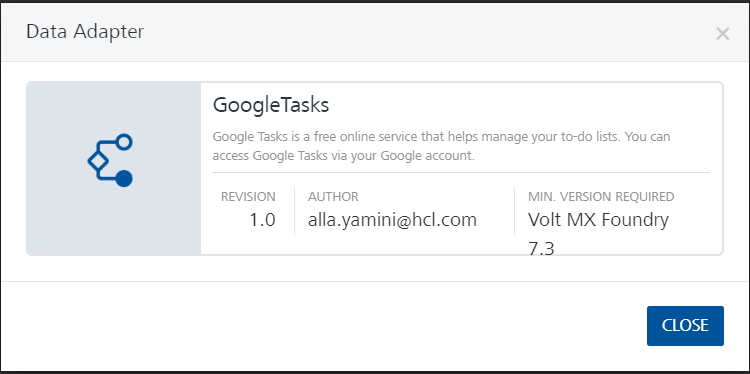 Data Adapter
×
GoogleTasks
Google Tasks is a free online service that helps manage your to-do lists. You can
access Google Tasks via your Google account.
REVISION
1.0
AUTHOR
alla.yamini@hcl.com
MIN. VERSION REQUIRED
Volt MX Foundry
7.3
CLOSE